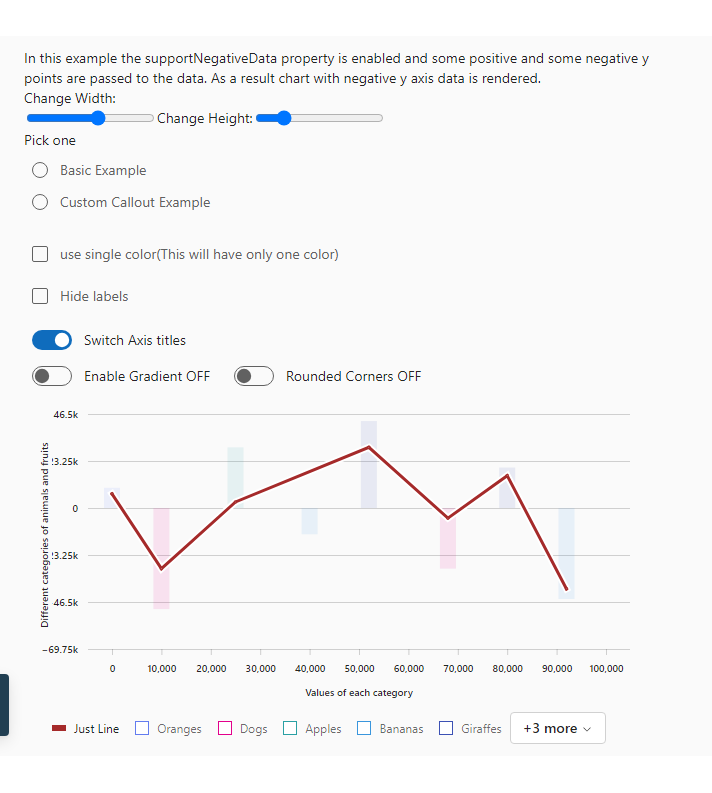 In this example the supportNegativeData property is enabled and some positive and some negative y
points are passed to the data. As a result chart with negative y axis data is rendered.
Change Width:
Change Height:
Pick one
Basic Example
Custom Callout Example
use single color(This will have only one color)
Hide labels
Switch Axis titles
Enable Gradient OFF
Rounded Corners OFF
46.5k
3.25k
0
3.25k
46.5k
−69.75k
Different categories of animals and fruits
0 10,000 20,000 30,000 40,000 50,000 60,000 70,000 80,000 90,000 100,000
Values of each category
Just Line Oranges Dogs Apples Bananas Giraffes +3 more